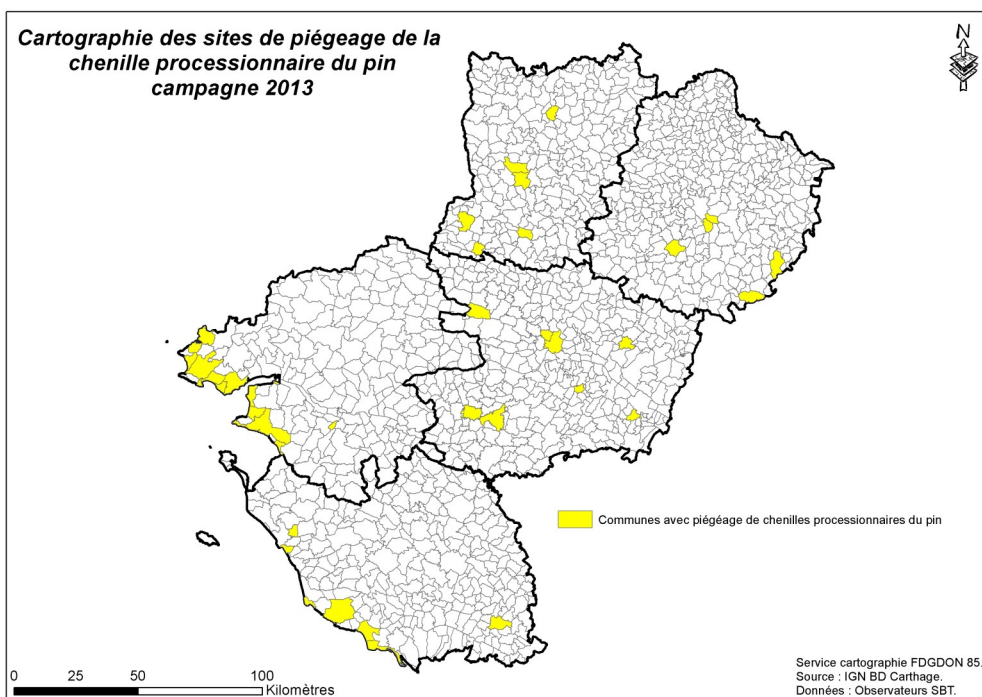 Cartographie des sites de piégeage de la
chenille processionnaire du pin
campagne 2013
N
Communes avec piégéage de chenilles processionnaires du pin
0 25 50 100
Kilomètres
Service cartographie FDGDON 85.
Source : IGN BD Carthage.
Données : Observateurs SBT.